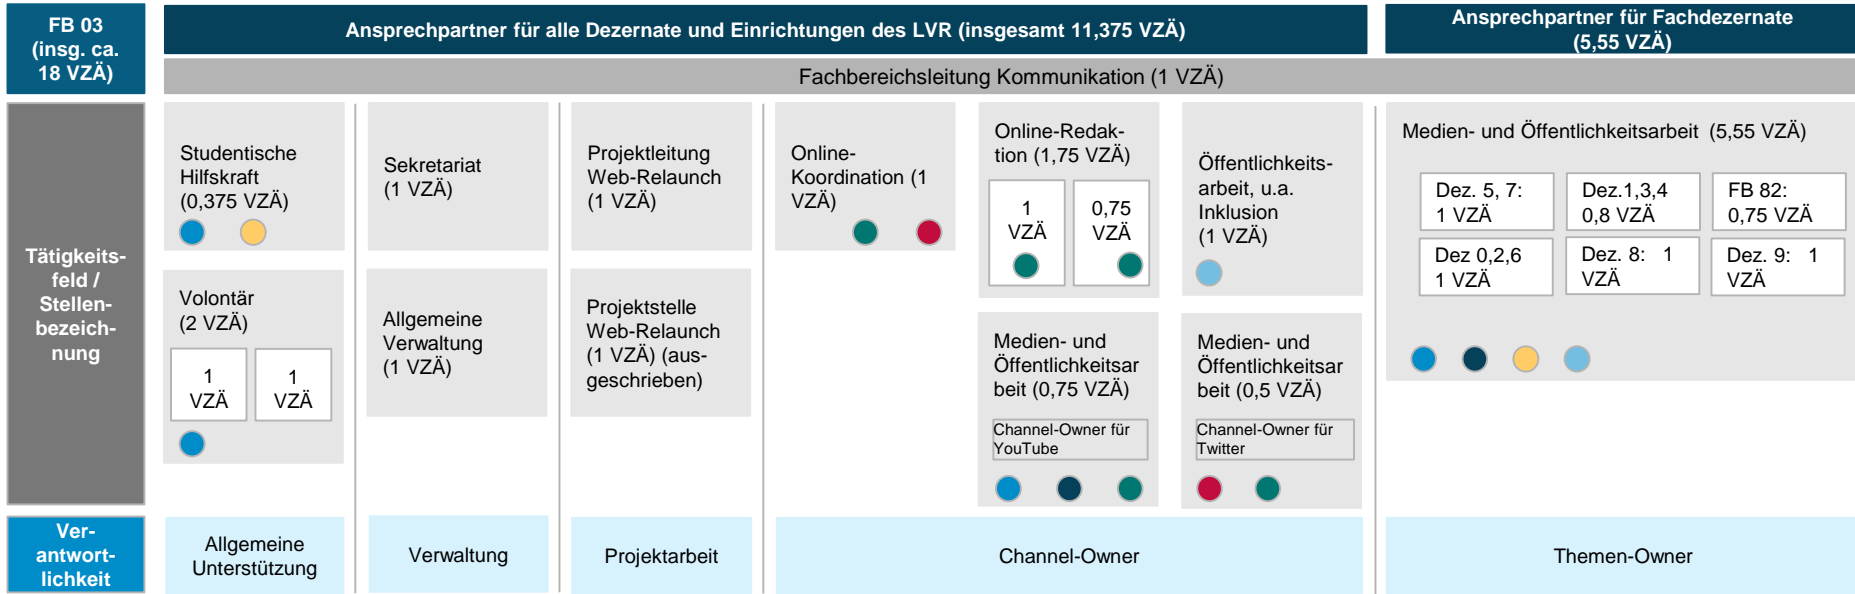 FB 03
(insg. ca.
18 VZÄ)
Ansprechpartner für alle Dezernate und Einrichtungen des LVR (insgesamt 11,375 VZÄ)
Ansprechpartner für Fachdezernate
(5,55 VZÄ)
Fachbereichsleitung Kommunikation (1 VZÄ)
Tätigkeits-
feld /
Stellen-
bezeich-
nung
Studentische
Hilfskraft
(0,375 VZÄ)
Volontär
(2 VZÄ)
1
VZÄ
1
VZÄ
Sekretariat
(1 VZÄ)
Allgemeine
Verwaltung
(1 VZÄ)
Projektleitung
Web-Relaunch
(1 VZÄ)
Projektstelle
Web-Relaunch
(1 VZÄ) (aus-
geschrieben)
Online-
Koordination (1
VZÄ)
Online-Redak-
tion (1,75 VZÄ)
1
VZÄ
0,75
VZÄ
Medien- und
Öffentlichkeitsar
beit (0,75 VZÄ)
Channel-Owner für
YouTube
Öffentlichkeits-
arbeit, u.a.
Inklusion
(1 VZÄ)
Medien- und
Öffentlichkeitsar
beit (0,5 VZÄ)
Channel-Owner für
Twitter
Medien- und Öffentlichkeitsarbeit (5,55 VZÄ)
Dez. 5, 7:
1 VZÄ
Dez.1,3,4
0,8 VZÄ
FB 82:
0,75 VZÄ
Dez 0,2,6
1 VZÄ
Dez. 8: 1
VZÄ
Dez. 9: 1
VZÄ
Ver-
antwort-
lichkeit
Allgemeine
Unterstützung
Verwaltung
Projektarbeit
Channel-Owner
Themen-Owner